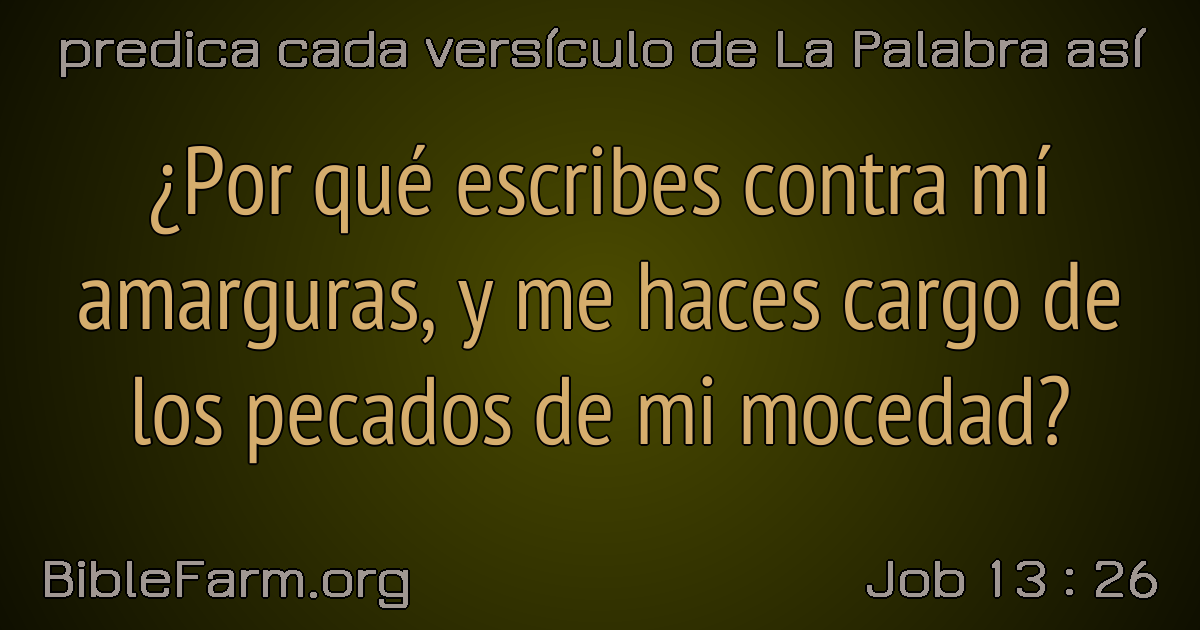 predica cada versículo de La Palabra así
¿Por qué escribes contra mí
amarguras, y me haces cargo de
los pecados de mi mocedad?
BibleFarm.org
Job 13 : 26